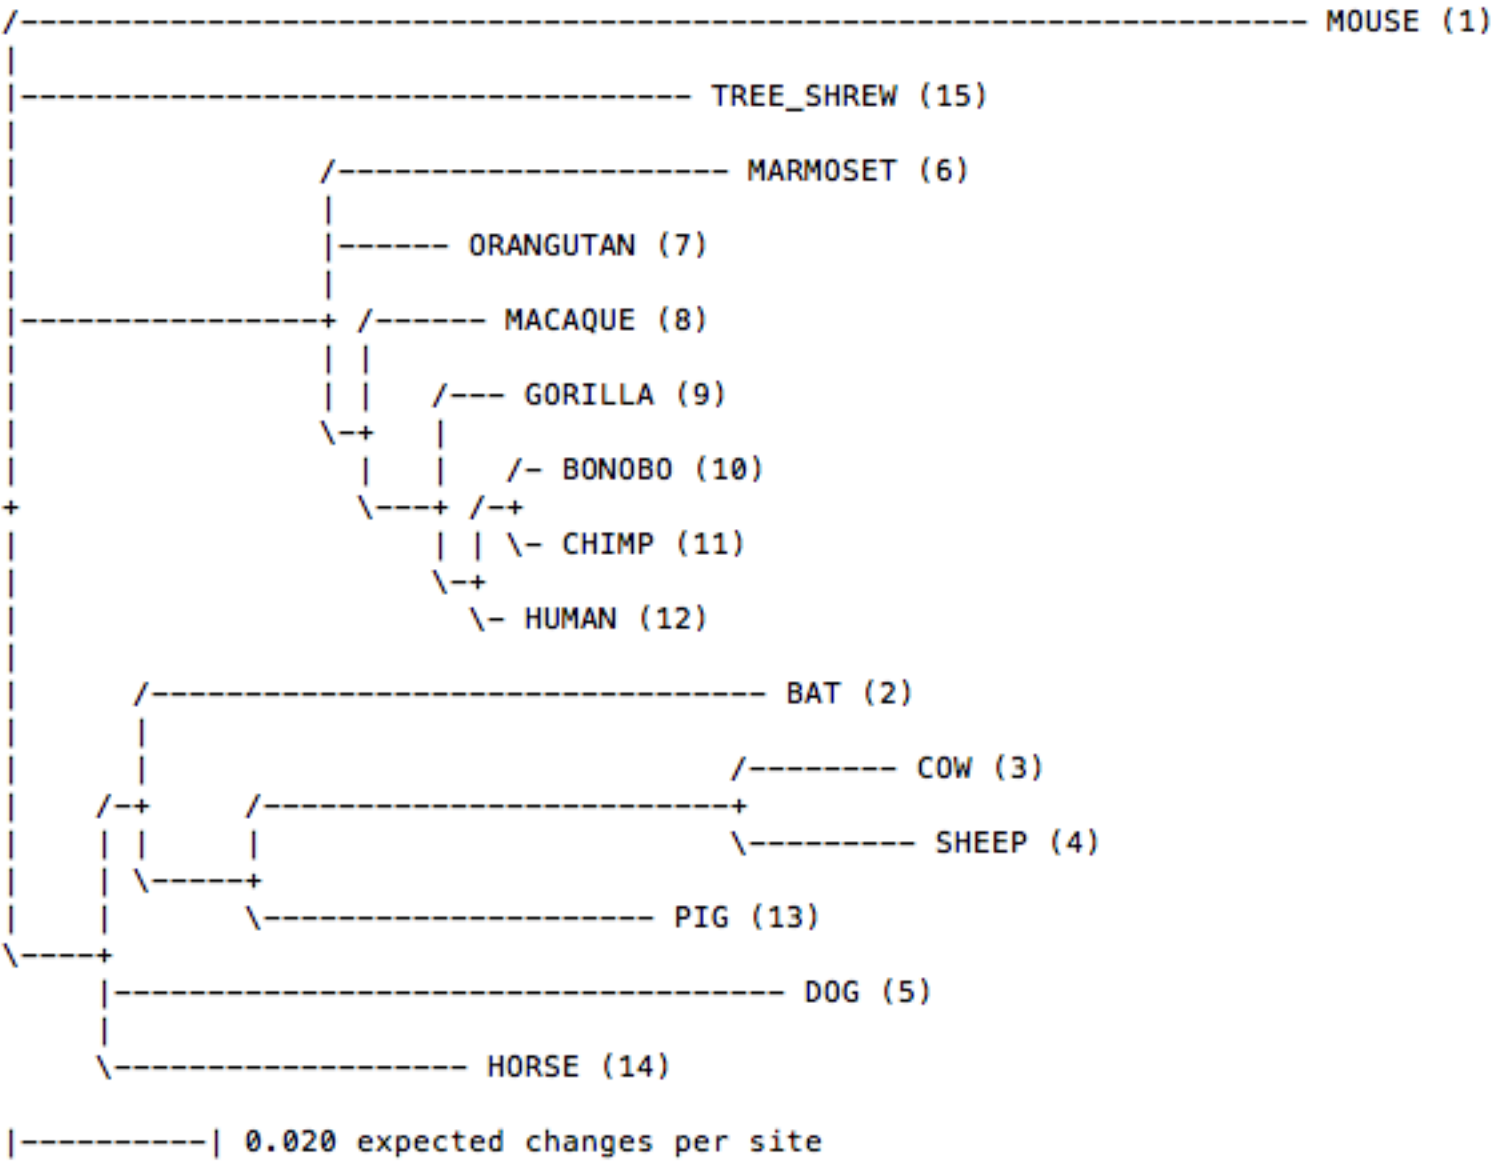 MOUSE (1)
TREE_SHREW (15)
MARMOSET (6)
ORANGUTAN (7)
MACAQUE (8)
GORILLA (9)
BONOBO (10)
CHIMP (11)
HUMAN (12)
BAT (2)
COW (3)
SHEEP (4)
PIG (13)
DOG (5)
HORSE (14)
|----------| 0.020 expected changes per site